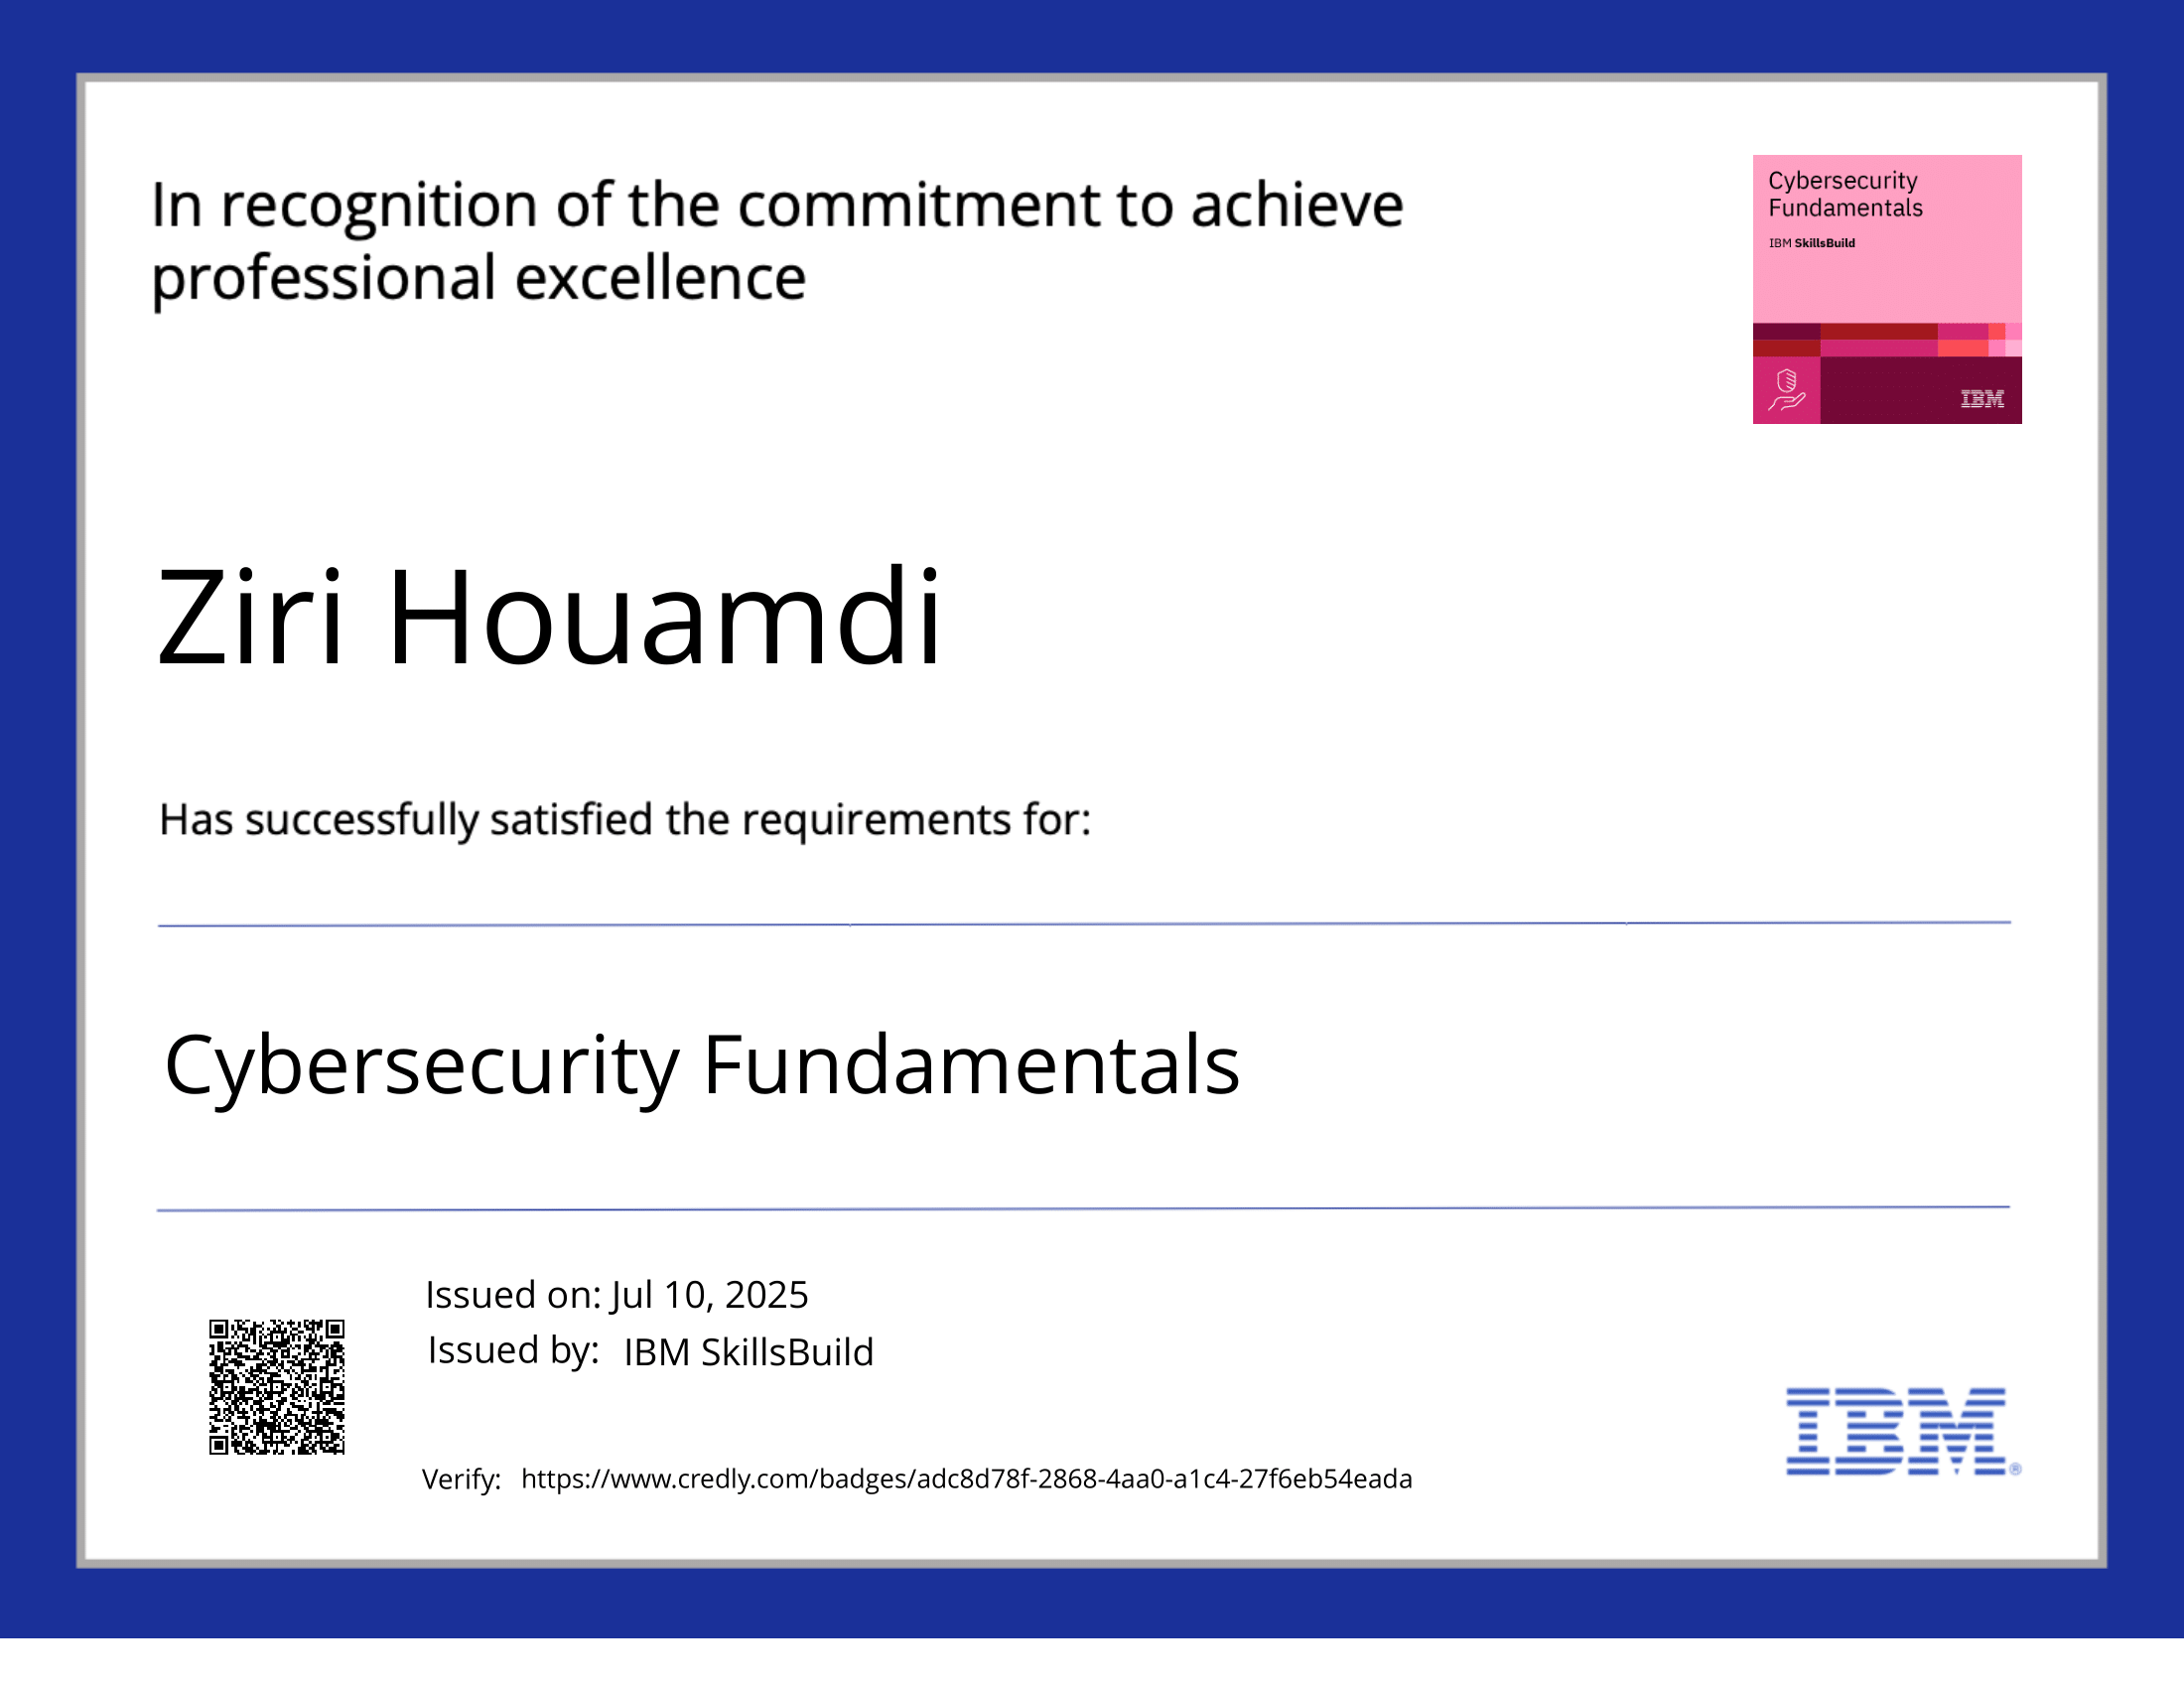 In recognition of the commitment to achieve
professional excellence
Cybersecurity
Fundamentals
IBM SkillsBuild
IBM
Ziri Houamdi
Has successfully satisfied the requirements for:
Cybersecurity Fundamentals
Issued on: Jul 10, 2025
Issued by: IBM SkillsBuild
Verify: https://www.credly.com/badges/adc8d78f-2868-4aa0-a1c4-27f6eb54eada
IBM®